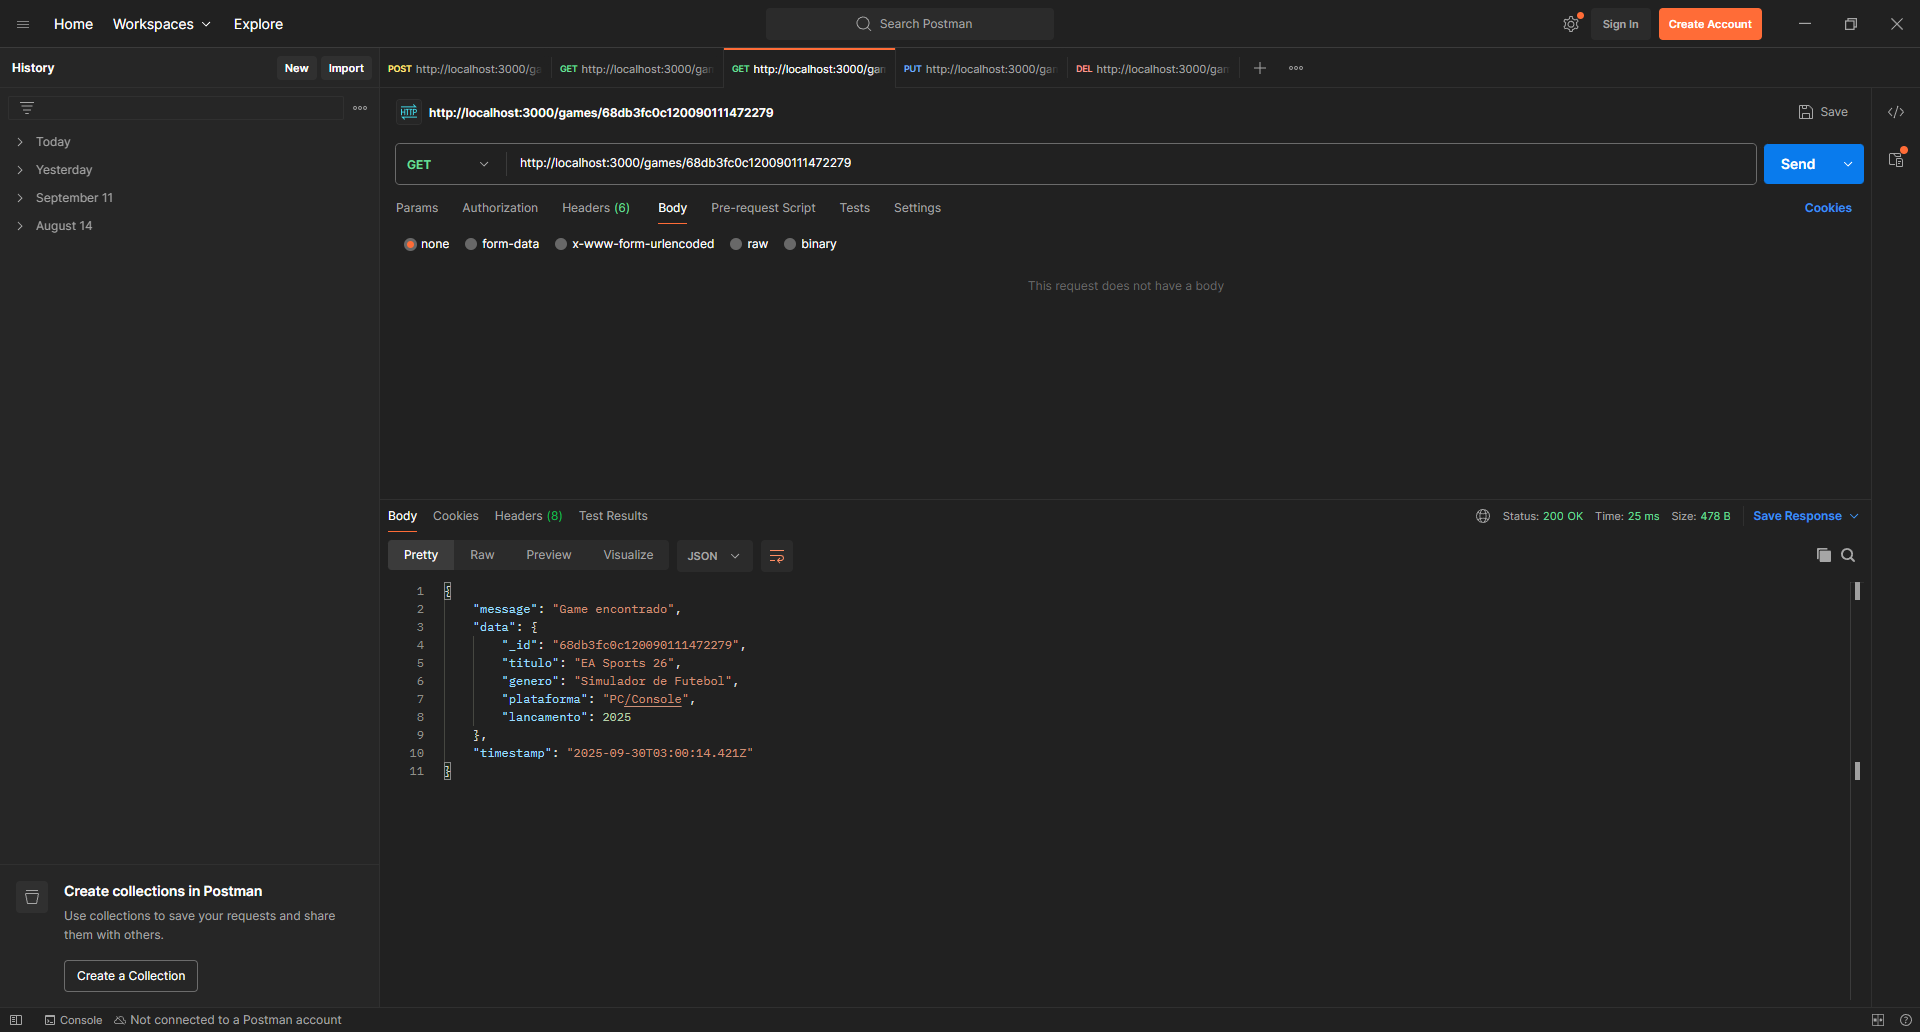 Home
Workspaces
Explore
Search Postman
Sign In
Create Account
History
New
Import
POST http://localhost:3000/ga
GET http://localhost:3000/gam
GET http://localhost:3000/gan
PUT http://localhost:3000/gam
DEL http://localhost:3000/gam
Today
Yesterday
September 11
August 14
HTTP http://localhost:3000/games/68db3fc0c120090111472279
Save
GET
http://localhost:3000/games/68db3fc0c120090111472279
Send
Params
Authorization
Headers (6)
Body
Pre-request Script
Tests
Settings
Cookies
none
form-data
x-www-form-urlencoded
raw
binary
This request does not have a body
Body
Cookies
Headers (8)
Test Results
Status: 200 OK
Time: 25 ms
Size: 478 B
Save Response
Pretty
Raw
Preview
Visualize
JSON
1 {
2 "message": "Game encontrado",
3 "data": {
4 "_id": "68db3fc0c120090111472279",
5 "titulo": "EA Sports 26",
6 "genero": "Simulador de Futebol",
7 "plataforma": "PC/Console",
8 "lancamento": 2025
9 },
10 "timestamp": "2025-09-30T03:00:14.421Z"
11 }
Create collections in Postman
Use collections to save your requests and share
them with others.
Create a Collection
Console
Not connected to a Postman account